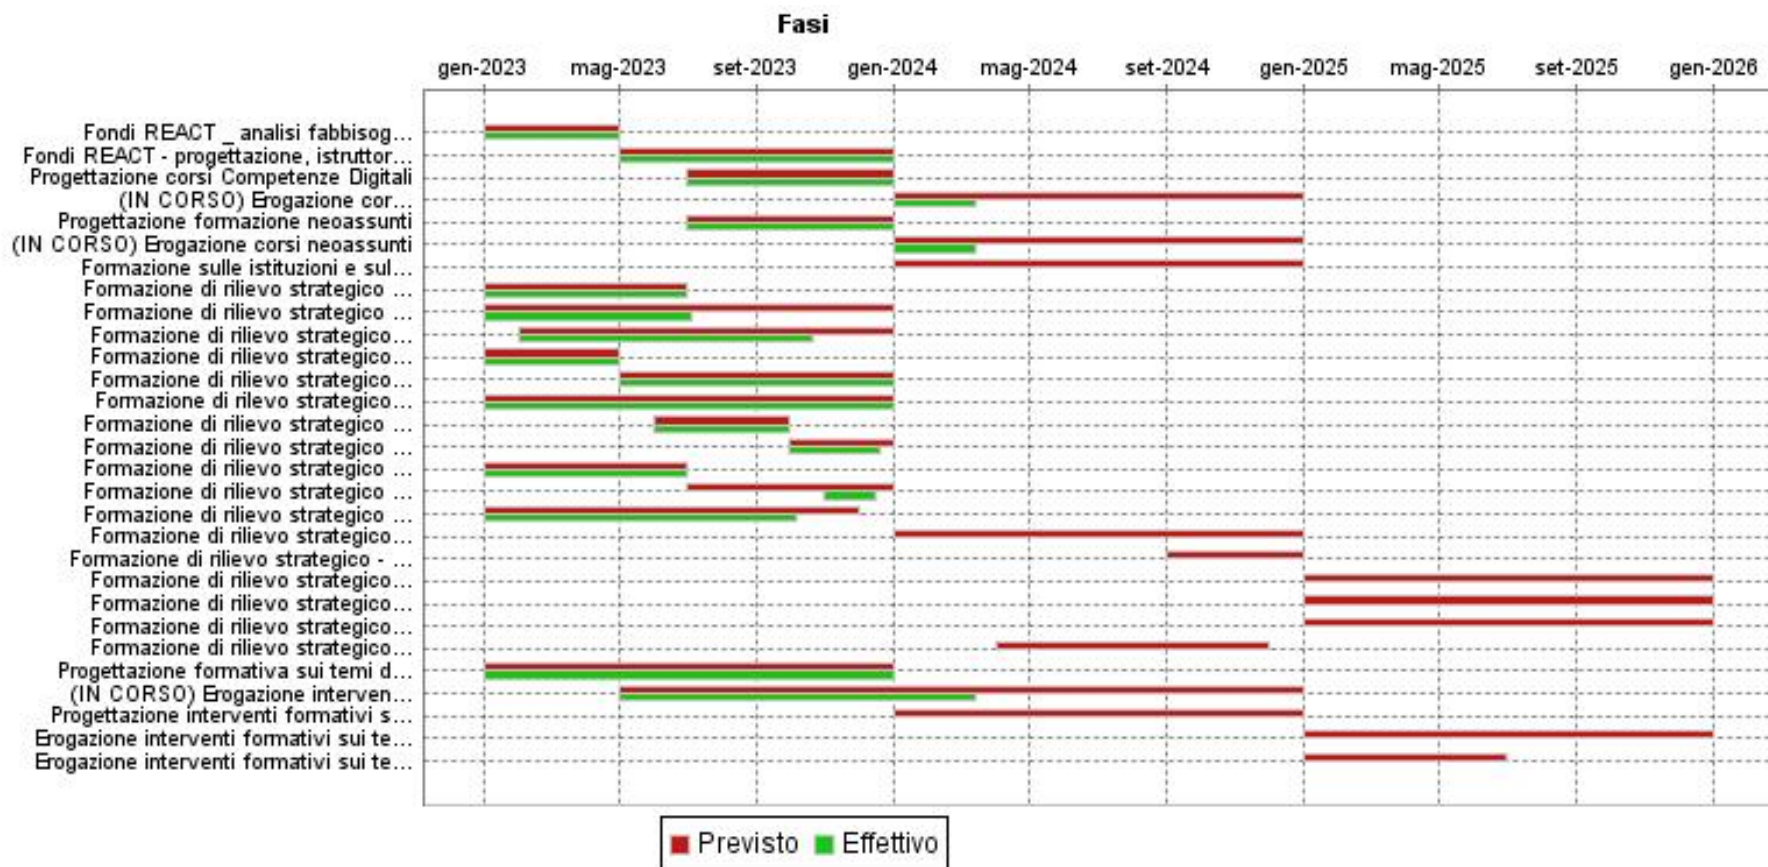 Fasi
gen-2023 mag-2023 set-2023 gen-2024 mag-2024 set-2024 gen-2025 mag-2025 set-2025 gen-2026
Fondi REACT _ analisi fabbisog...
Fondi REACT - progettazione, istruttor...
Progettazione corsi Competenze Digitali
(IN CORSO) Erogazione cor...
Progettazione formazione neoassunti
(IN CORSO) Erogazione corsi neoassunti
Formazione sulle istituzioni e sul...
Formazione di rilievo strategico ...
Formazione di rilievo strategico ...
Formazione di rilievo strategico...
Formazione di rilievo strategico...
Formazione di rilievo strategico...
Formazione di rilevo strategico...
Formazione di rilievo strategico ...
Formazione di rilievo strategico ...
Formazione di rilievo strategico ...
Formazione di rilievo strategico ...
Formazione di rilievo strategico ...
Formazione di rilievo strategico...
Formazione di rilievo strategico - ...
Formazione di rilievo strategico...
Formazione di rilievo strategico...
Formazione di rilievo strategico...
Formazione di rilievo strategico...
Progettazione formativa sui temi d...
(IN CORSO) Erogazione interven...
Progettazione interventi formativi s...
Erogazione interventi formativi sui te...
Erogazione interventi formativi sui te...
Previsto Effettivo